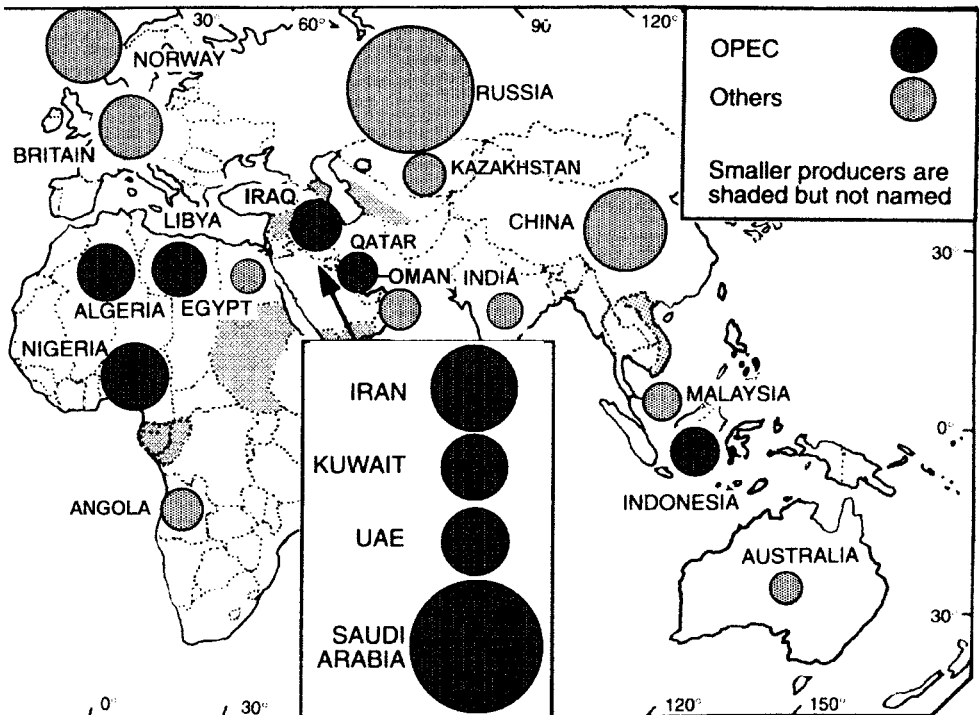 30°
60°
90
120°
NORWAY
RUSSIA
BRITAIN
KAZAKHSTAN
IRAQ
LIBYA
CHINA
QATAR
OMAN
INDIA
ALGERIA
EGYPT
NIGERIA
MALAYSIA
ANGOLA
INDONESIA
AUSTRALIA
OPEC
Others
Smaller producers are
shaded but not named
30°
0°
30°
IRAN
KUWAIT
UAE
SAUDI
ARABIA
0°
30°
120°
150°